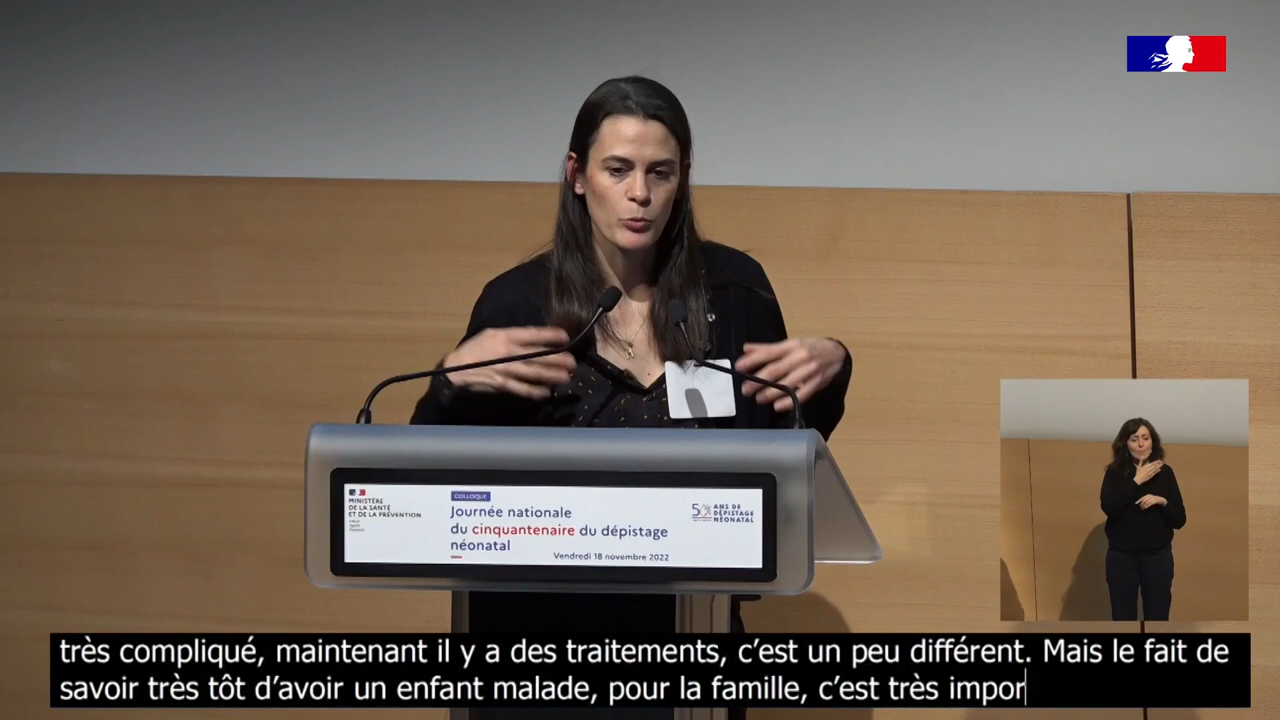 MINISTÈRE
DE LA SANTÉ
ET DE LA PRÉVENTION
COLLOQUE
Journée nationale
du cinquantenaire du dépistage
néonatal
Vendredi 18 novembre 2022
50 ANS DE
DÉPISTAGE
NÉONATAL
très compliqué, maintenant il y a des traitements, c’est un peu différent. Mais le fait de
savoir très tôt d’avoir un enfant malade, pour la famille, c’est très impor